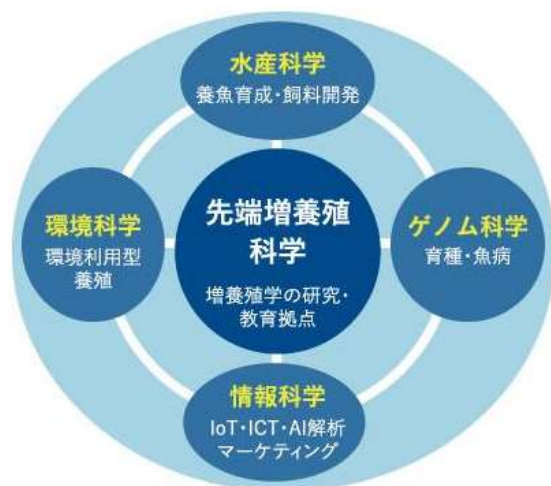 水産科学
養魚育成・飼料開発
環境科学
環境利用型
養殖
先端増養殖
科学
増養殖学の研究・
教育拠点
ゲノム科学
育種・魚病
情報科学
IoT・ICT・AI解析
マーケティング